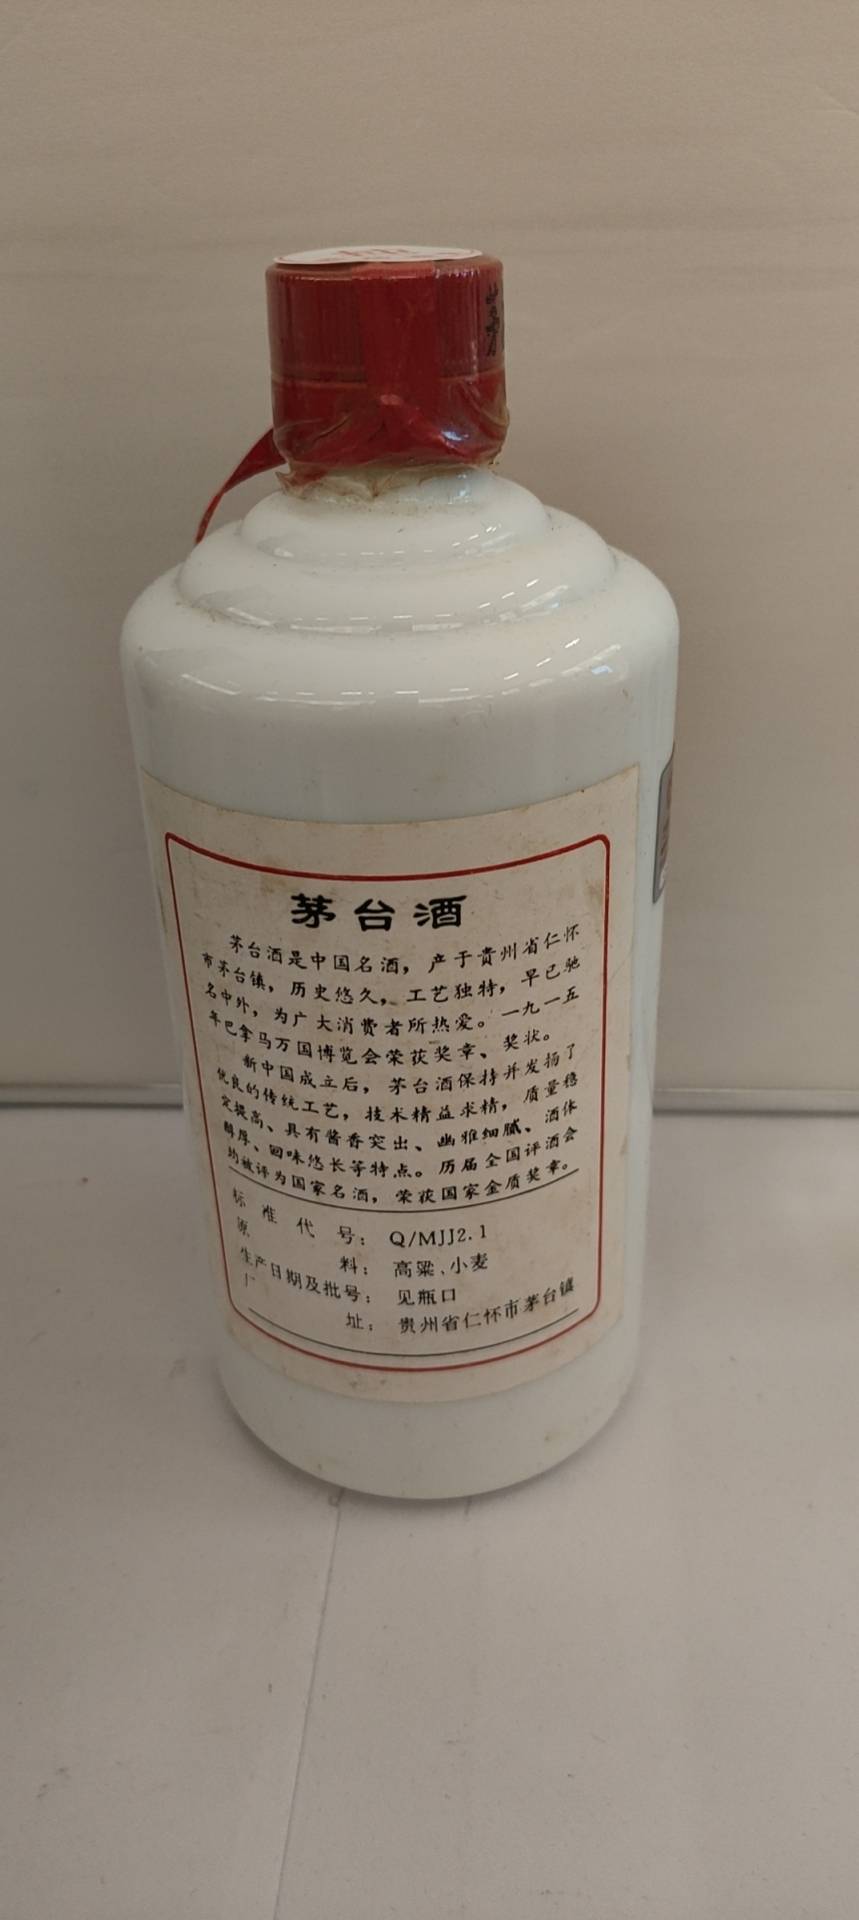 茅台酒
茅台酒是中国名酒，产于贵州省仁怀
市茅台镇，历史悠久，工艺独特，早已驰
名中外，为广大消费者所热爱。一九一五
年巴拿马万国博览会荣获奖章、奖状。
新中国成立后，茅台酒保持并发扬了
优良的传统工艺，技术精益求精，质量稳
定提高、具有酱香突出、幽雅细腻、酒体
醇厚、回味悠长等特点。历届全国评酒会
均被评为国家名酒，荣获国家金质奖章。
标准代号：Q/MJJ2.1
原料：高粱、小麦
生产日期及批号：见瓶口
厂址：贵州省仁怀市茅台镇